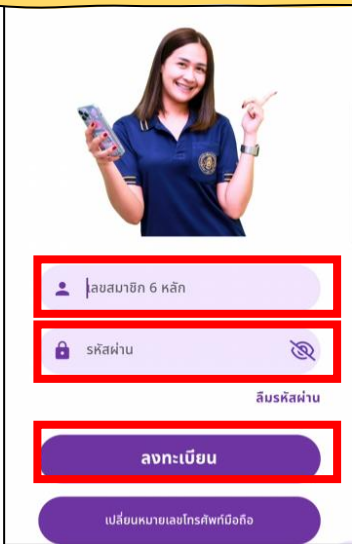 เลขสมาชิก 6 หลัก
รหัสผ่าน
ลืมรหัสผ่าน
ลงทะเบียน
เปลี่ยนหมายเลขโทรศัพท์มือถือ